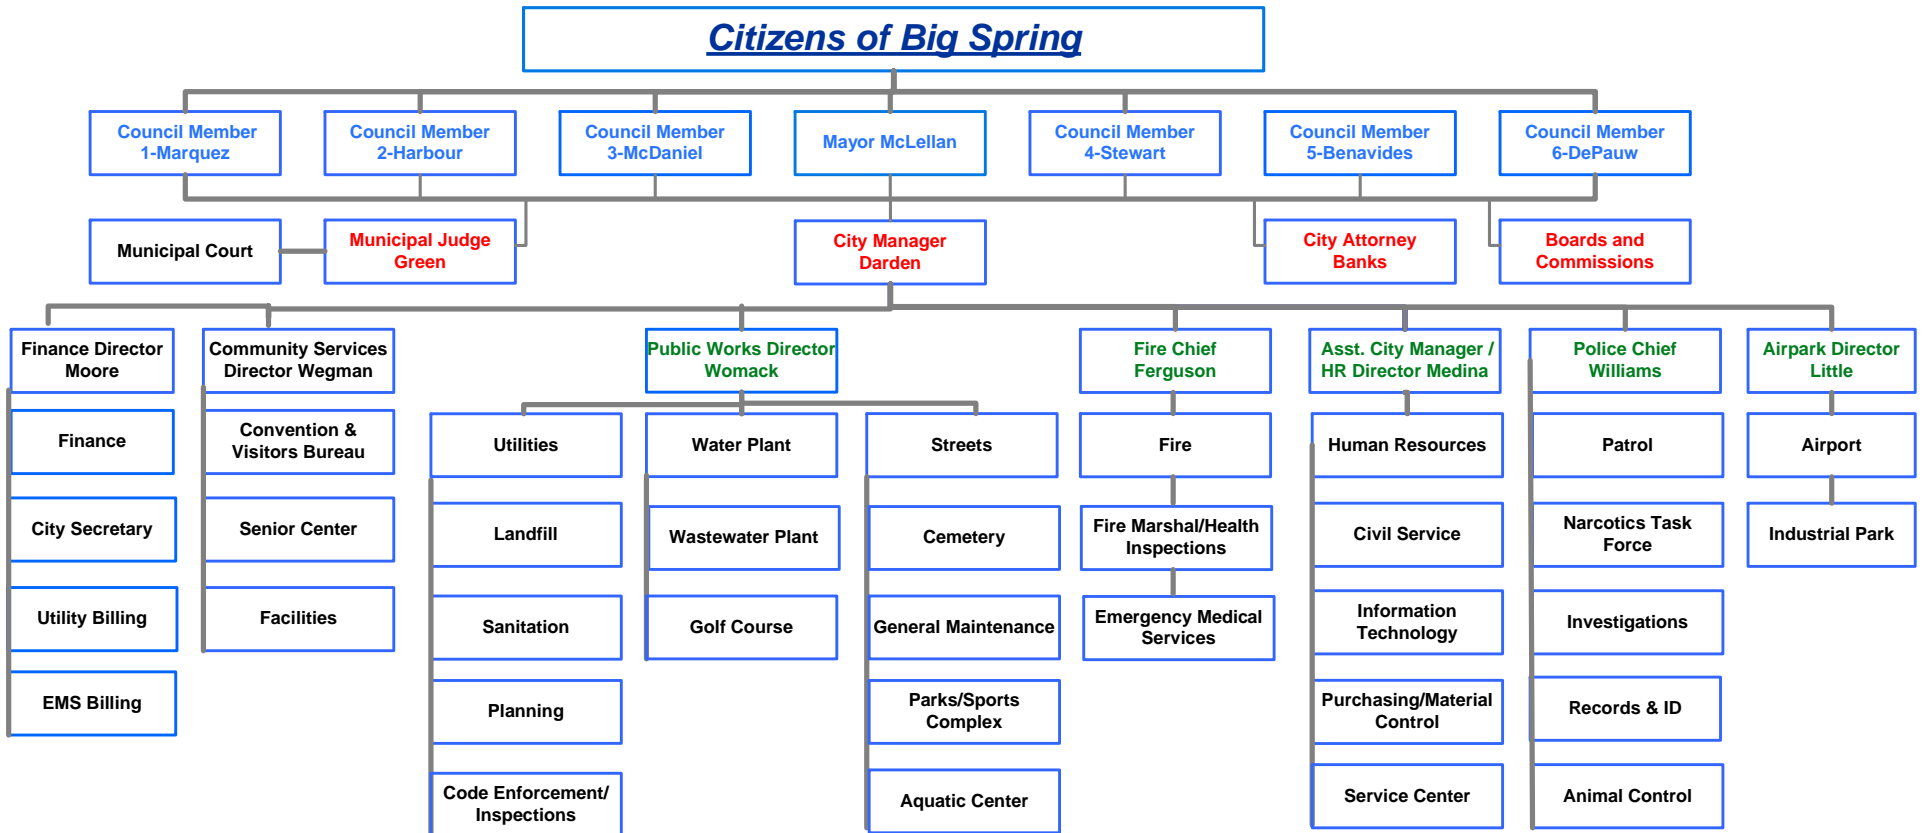 Citizens of Big Spring
Council Member
1-Marquez
Council Member
2-Harbour
Council Member
3-McDaniel
Mayor McLellan
Council Member
4-Stewart
Council Member
5-Benavides
Council Member
6-DePauw
Municipal Court
Municipal Judge
Green
City Manager
Darden
City Attorney
Banks
Boards and
Commissions
Finance Director
Moore
Community Services
Director Wegman
Public Works Director
Womack
Fire Chief
Ferguson
Asst. City Manager /
HR Director Medina
Police Chief
Williams
Airpark Director
Little
Finance
City Secretary
Utility Billing
EMS Billing
Convention &
Visitors Bureau
Senior Center
Facilities
Utilities
Landfill
Sanitation
Planning
Code Enforcement/
Inspections
Water Plant
Wastewater Plant
Golf Course
Streets
Cemetery
General Maintenance
Parks/Sports
Complex
Aquatic Center
Fire
Fire Marshal/Health
Inspections
Emergency Medical
Services
Human Resources
Civil Service
Information
Technology
Purchasing/Material
Control
Service Center
Patrol
Narcotics Task
Force
Investigations
Records & ID
Animal Control
Airport
Industrial Park